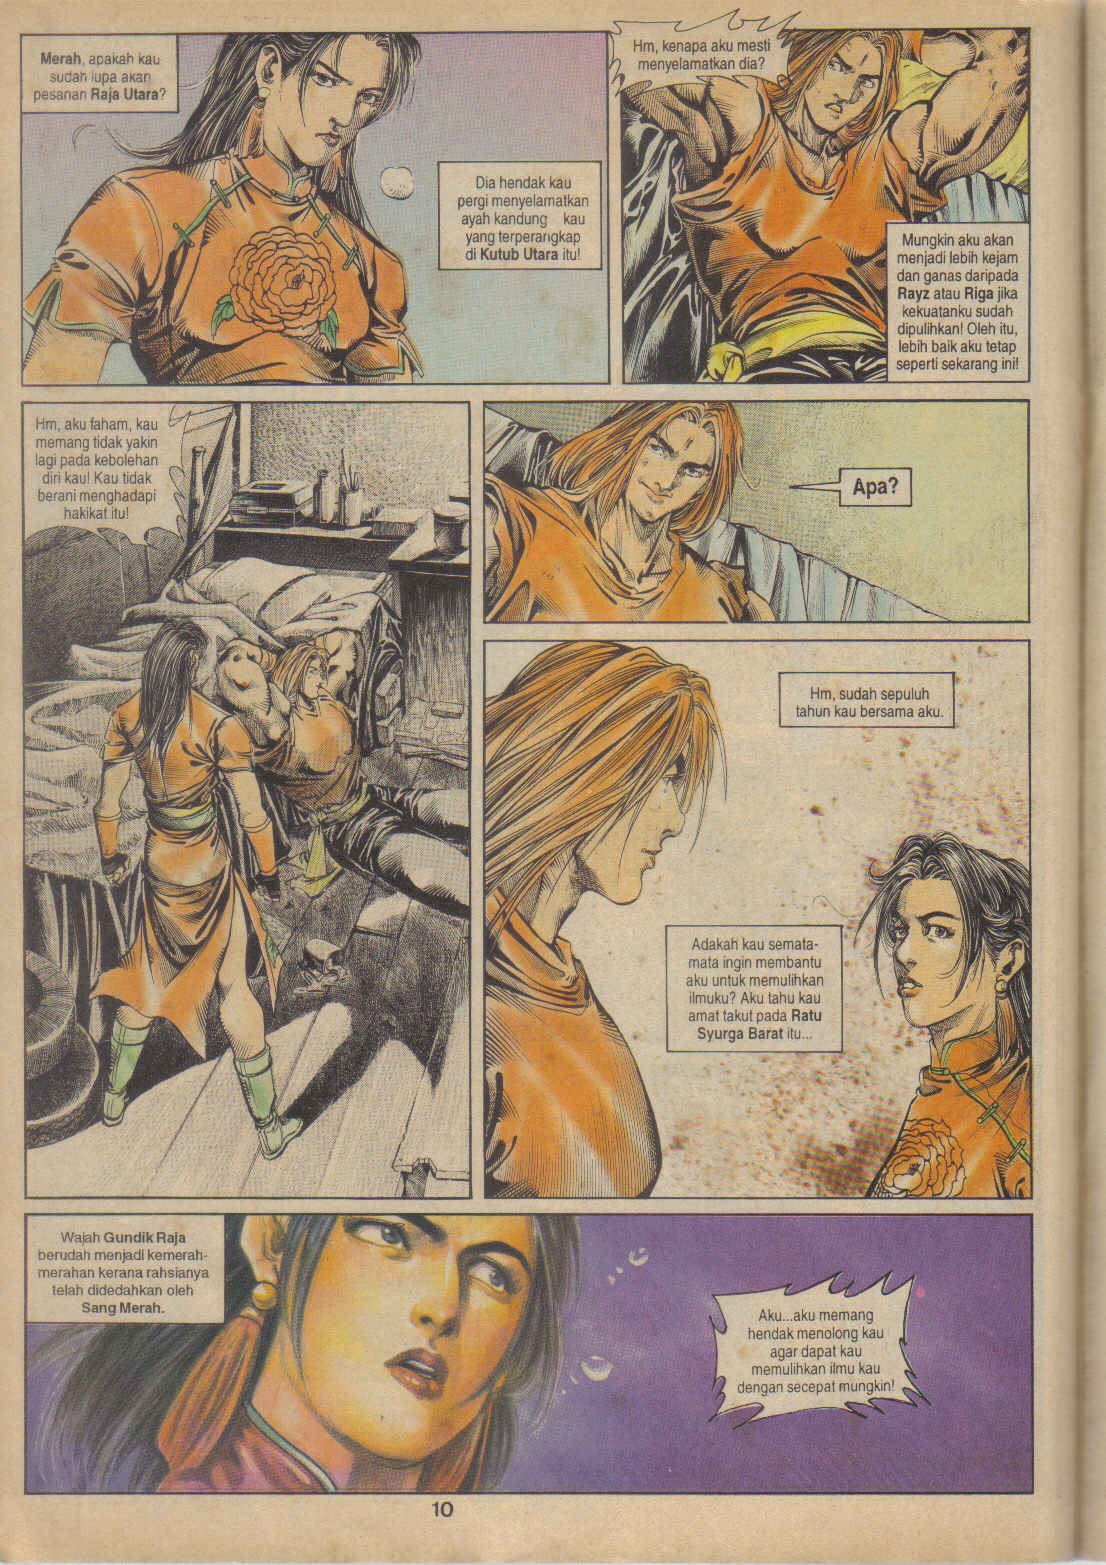 Merah, apakah kau
sudah lupa akan
pesanan Raja Utara?
Dia hendak kau
pergi menyelamatkan
ayah kandung kau
yang terperangkap
di Kutub Utara itu!
Hm, kenapa aku mesti
menyelamatkan dia?
Mungkin aku akan
menjadi lebih kejam
dan ganas daripada
Rayz atau Riga jika
kekuatanku sudah
dipulihkan! Oleh itu,
lebih baik aku tetap
seperti sekarang ini!
Hm, aku faham, kau
memang tidak yakin
lagi pada kebolehan
diri kau! Kau tidak
berani menghadapi
hakikat itu!
Apa?
Hm, sudah sepuluh
tahun kau bersama aku.
Adakah kau semata-
mata ingin membantu
aku untuk memulihkan
ilmuku? Aku tahu kau
amat takut pada Ratu
Syurga Barat itu...
Wajah Gundik Raja
berudah menjadi kemerah-
merahan kerana rahsianya
telah didedahkan oleh
Sang Merah.
Aku...aku memang
hendak menolong kau
agar dapat kau
memulihkan ilmu kau
dengan secepat mungkin!
10